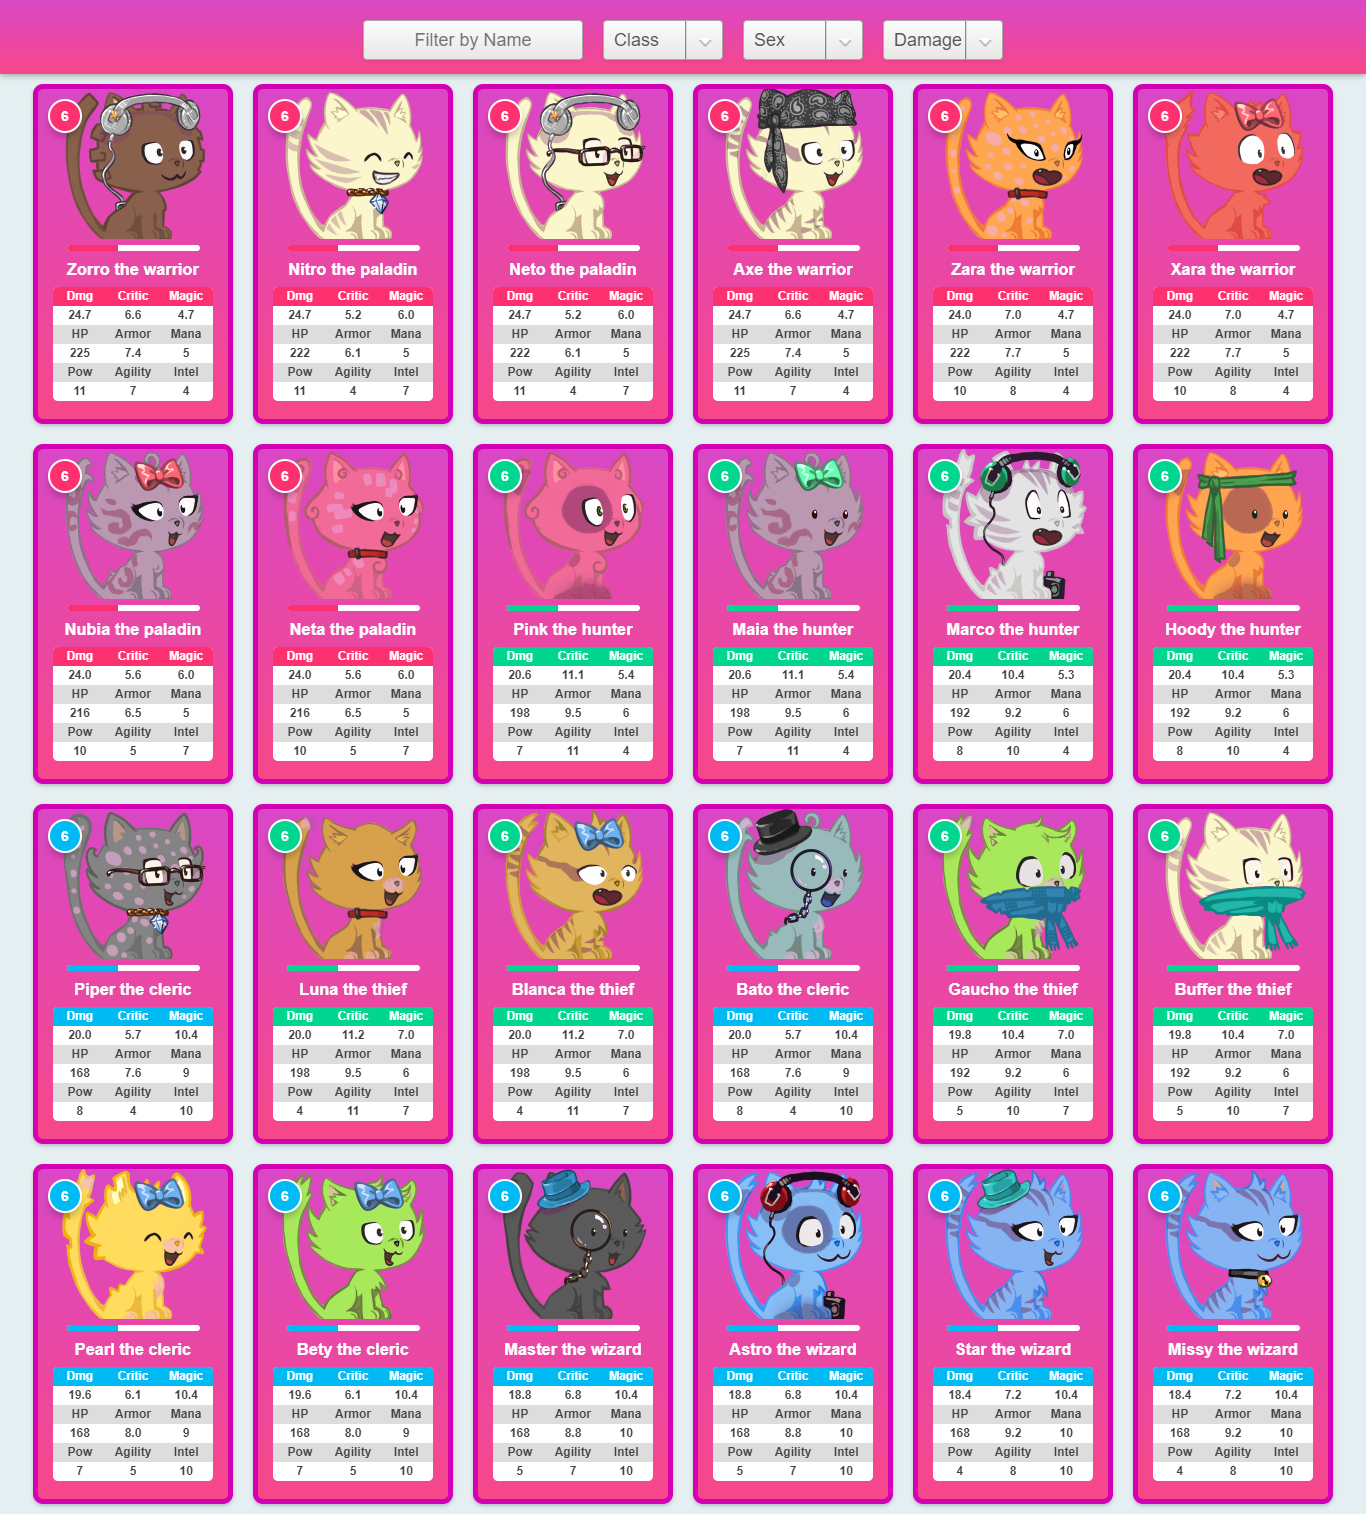 Filter by Name Class Sex Damage
6 6 6 6 6 6
Zorro the warrior Nitro the paladin Neto the paladin Axe the warrior Zara the warrior Xara the warrior
Dmg Critic Magic Dmg Critic Magic Dmg Critic Magic Dmg Critic Magic Dmg Critic Magic Dmg Critic Magic
24.7 6.6 4.7 24.7 5.2 6.0 24.7 5.2 6.0 24.7 6.6 4.7 24.0 7.0 4.7 24.0 7.0 4.7
HP Armor Mana HP Armor Mana HP Armor Mana HP Armor Mana HP Armor Mana HP Armor Mana
225 7.4 5 222 6.1 5 222 6.1 5 225 7.4 5 222 7.7 5 222 7.7 5
Pow Agility Intel Pow Agility Intel Pow Agility Intel Pow Agility Intel Pow Agility Intel Pow Agility Intel
11 7 4 11 4 7 11 4 7 11 7 4 10 8 4 10 8 4
6 6 6 6 6 6
Nubia the paladin Neta the paladin Pink the hunter Maia the hunter Marco the hunter Hoody the hunter
Dmg Critic Magic Dmg Critic Magic Dmg Critic Magic Dmg Critic Magic Dmg Critic Magic Dmg Critic Magic
24.0 5.6 6.0 24.0 5.6 6.0 20.6 11.1 5.4 20.6 11.1 5.4 20.4 10.4 5.3 20.4 10.4 5.3
HP Armor Mana HP Armor Mana HP Armor Mana HP Armor Mana HP Armor Mana HP Armor Mana
216 6.5 5 216 6.5 5 198 9.5 6 198 9.5 6 192 9.2 6 192 9.2 6
Pow Agility Intel Pow Agility Intel Pow Agility Intel Pow Agility Intel Pow Agility Intel Pow Agility Intel
10 5 7 10 5 7 7 11 4 7 11 4 8 10 4 8 10 4
6 6 6 6 6 6
Piper the cleric Luna the thief Blanca the thief Bato the cleric Gaucho the thief Buffer the thief
Dmg Critic Magic Dmg Critic Magic Dmg Critic Magic Dmg Critic Magic Dmg Critic Magic Dmg Critic Magic
20.0 5.7 10.4 20.0 11.2 7.0 20.0 11.2 7.0 20.0 5.7 10.4 19.8 10.4 7.0 19.8 10.4 7.0
HP Armor Mana HP Armor Mana HP Armor Mana HP Armor Mana HP Armor Mana HP Armor Mana
168 7.6 9 198 9.5 6 198 9.5 6 168 7.6 9 192 9.2 6 192 9.2 6
Pow Agility Intel Pow Agility Intel Pow Agility Intel Pow Agility Intel Pow Agility Intel Pow Agility Intel
8 4 10 4 11 7 4 11 7 8 4 10 5 10 7 5 10 7
6 6 6 6 6 6
Pearl the cleric Bety the cleric Master the wizard Astro the wizard Star the wizard Missy the wizard
Dmg Critic Magic Dmg Critic Magic Dmg Critic Magic Dmg Critic Magic Dmg Critic Magic Dmg Critic Magic
19.6 6.1 10.4 19.6 6.1 10.4 18.8 6.8 10.4 18.8 6.8 10.4 18.4 7.2 10.4 18.4 7.2 10.4
HP Armor Mana HP Armor Mana HP Armor Mana HP Armor Mana HP Armor Mana HP Armor Mana
168 8.0 9 168 8.0 9 168 8.8 10 168 8.8 10 168 9.2 10 168 9.2 10
Pow Agility Intel Pow Agility Intel Pow Agility Intel Pow Agility Intel Pow Agility Intel Pow Agility Intel
7 5 10 7 5 10 5 7 10 5 7 10 4 8 10 4 8 10